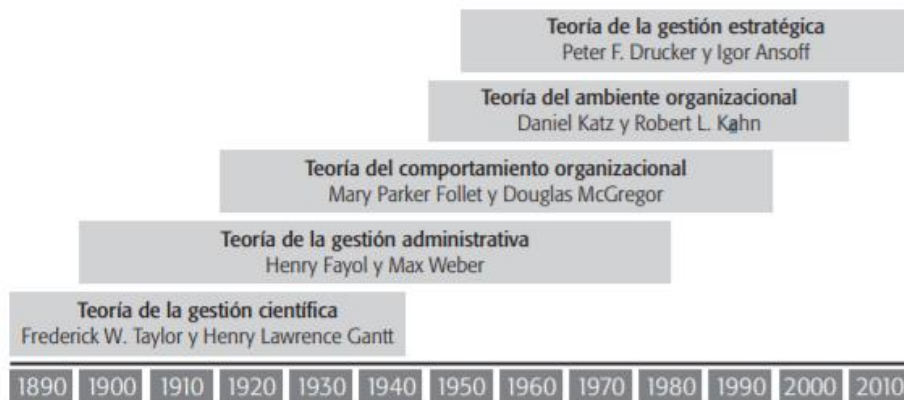 Teoría de la gestión estratégica
Peter F. Drucker y Igor Ansoff
Teoría del ambiente organizacional
Daniel Katz y Robert L. Kahn
Teoría del comportamiento organizacional
Mary Parker Follet y Douglas McGregor
Teoría de la gestión administrativa
Henry Fayol y Max Weber
Teoría de la gestión científica
Frederick W. Taylor y Henry Lawrence Gantt
1890 1900 1910 1920 1930 1940 1950 1960 1970 1980 1990 2000 2010